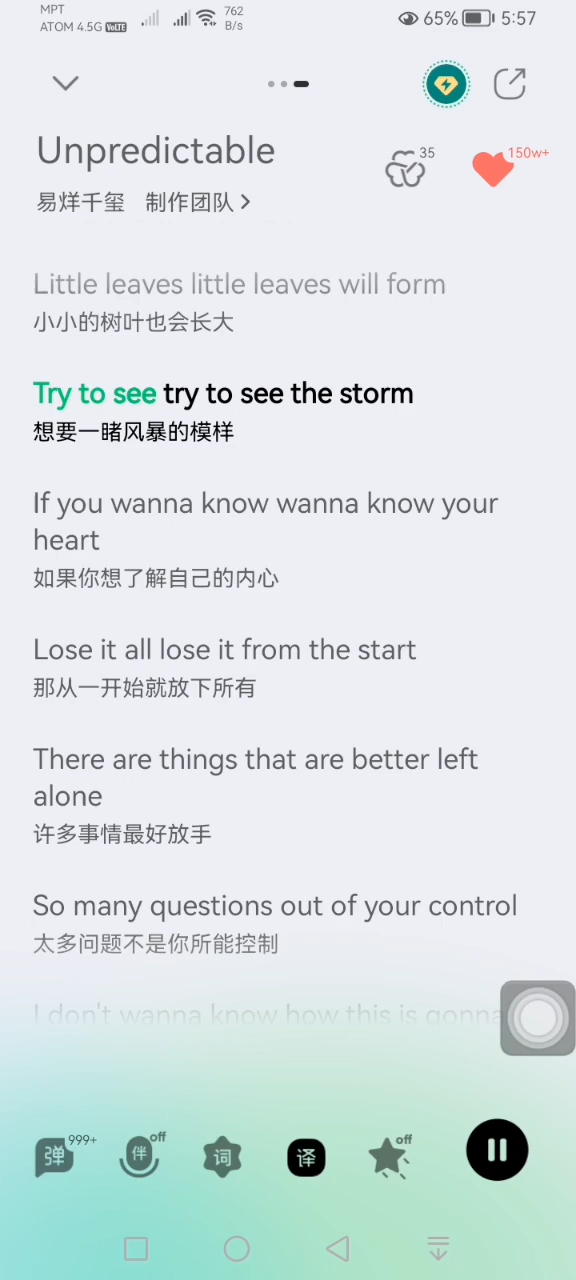 MPT
ATOM 4.5G VoLTE
762
B/s
65%
5:57
Unpredictable
35
150w+
易烊千玺 制作团队
Little leaves little leaves will form
小小的树叶也会长大
Try to see try to see the storm
想要一睹风暴的模样
If you wanna know wanna know your
heart
如果你想了解自己的内心
Lose it all lose it from the start
那从一开始就放下所有
There are things that are better left
alone
许多事情最好放手
So many questions out of your control
太多问题不是你所能控制
I don't wanna know how this is gonna
弹 999+
伴 off
词
译
off